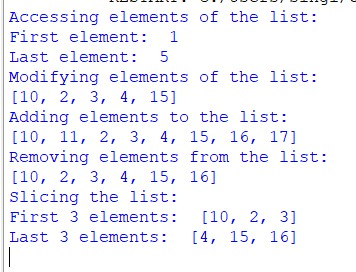 Accessing elements of the list:
First element:  1
Last element:  5
Modifying elements of the list:
[10, 2, 3, 4, 15]
Adding elements to the list:
[10, 11, 2, 3, 4, 15, 16, 17]
Removing elements from the list:
[10, 2, 3, 4, 15, 16]
Slicing the list:
First 3 elements:  [10, 2, 3]
Last 3 elements:  [4, 15, 16]